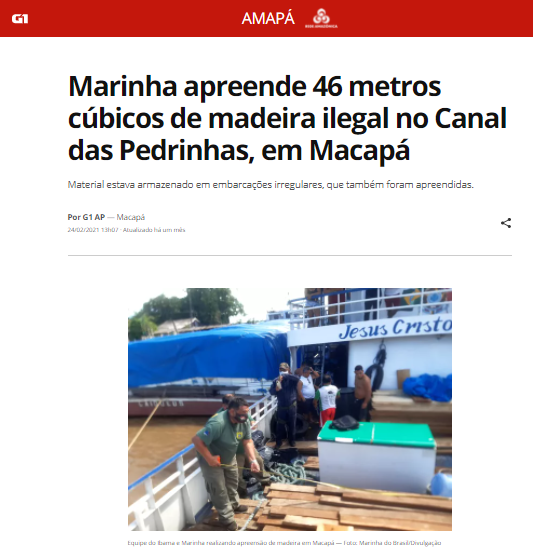 G1
AMAPÁ
REDE AMAZÔNICA
Marinha apreende 46 metros
cúbicos de madeira ilegal no Canal
das Pedrinhas, em Macapá
Material estava armazenado em embarcações irregulares, que também foram apreendidas.
Por G1 AP — Macapá
24/02/2021 13h07 · Atualizado há um mês
Jesus Cristo
Equipe do Ibama e Marinha realizando apreensão de madeira em Macapá — Foto: Marinha do Brasil/Divulgação